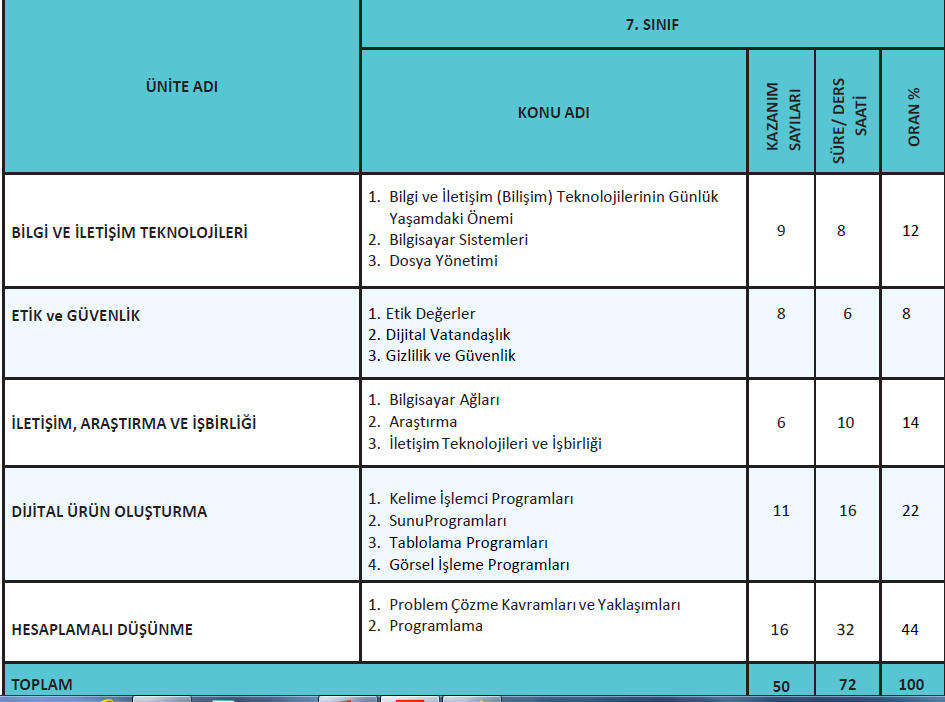 7. SINIF
ÜNİTE ADI
KONU ADI
KAZANIM
SAYILARI
SÜRE/ DERS
SAATİ
ORAN %
BİLGİ VE İLETİŞİM TEKNOLOJİLERİ
1. Bilgi ve İletişim (Bilişim) Teknolojilerinin Günlük
Yaşamdaki Önemi
2. Bilgisayar Sistemleri
3. Dosya Yönetimi
9
8
12
ETİK ve GÜVENLİK
1. Etik Değerler
2. Dijital Vatandaşlık
3. Gizlilik ve Güvenlik
8
6
8
İLETİŞİM, ARAŞTIRMA VE İŞBİRLİĞİ
1. Bilgisayar Ağları
2. Araştırma
3. İletişim Teknolojileri ve İşbirliği
6
10
14
DİJİTAL ÜRÜN OLUŞTURMA
1. Kelime İşlemci Programları
2. SunuProgramları
3. Tablolama Programları
4. Görsel İşleme Programları
11
16
22
HESAPLAMALI DÜŞÜNME
1. Problem Çözme Kavramları ve Yaklaşımları
2. Programlama
16
32
44
TOPLAM
50
72
100